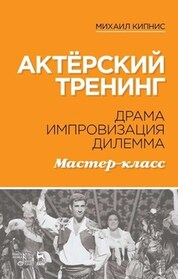 МИХАИЛ КИПНИС
АКТЁРСКИЙ
ТРЕНИНГ
ДРАМА
ИМПРОВИЗАЦИЯ
ДИЛЕММА
Мастер-класс